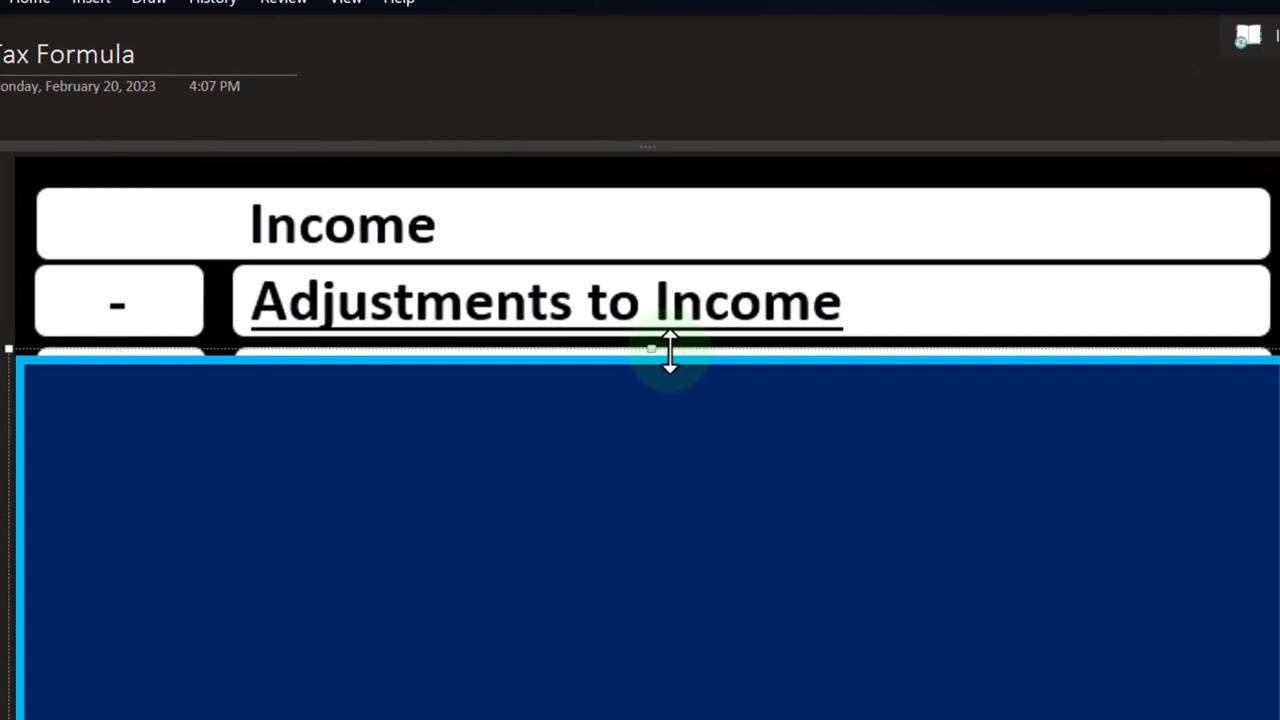 Home Insert Draw History Review View Help
Tax Formula
onday, February 20, 2023 4:07 PM
Income
- Adjustments to Income